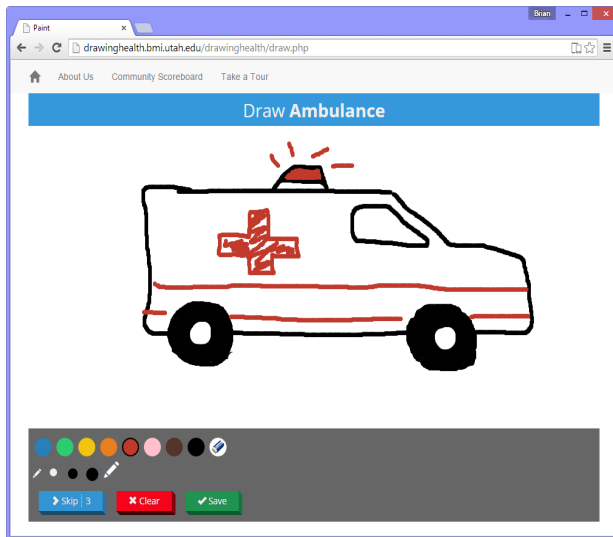 Brian
Paint
drawinghealth.bmi.utah.edu/drawinghealth/draw.php
About Us Community Scoreboard Take a Tour
Draw Ambulance
Skip 3 Clear Save